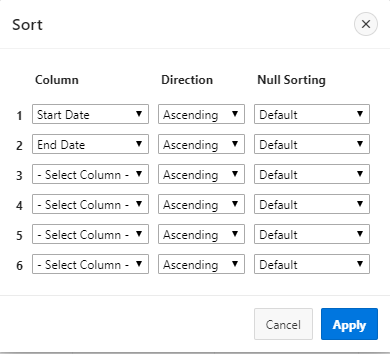 Sort
Column Direction Null Sorting
1 Start Date Ascending Default
2 End Date Ascending Default
3 - Select Column - Ascending Default
4 - Select Column - Ascending Default
5 - Select Column - Ascending Default
6 - Select Column - Ascending Default
Cancel Apply